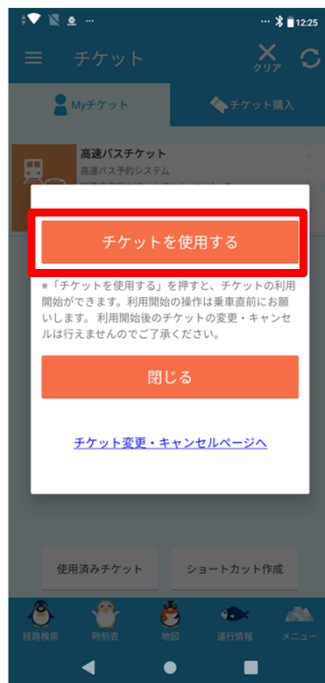 12:25
チケット
クリア
Myチケット
チケット購入
高速バスチケット
高速バス予約システム
チケットを使用する
※「チケットを使用する」を押すと、チケットの利用
開始ができます。利用開始の操作は乗車直前にお願
いします。 利用開始後のチケットの変更・キャンセ
ルは行えませんのでご了承ください。
閉じる
チケット変更・キャンセルページへ
使用済みチケット
ショートカット作成
経路検索
時刻表
地図
運行情報
メニュー